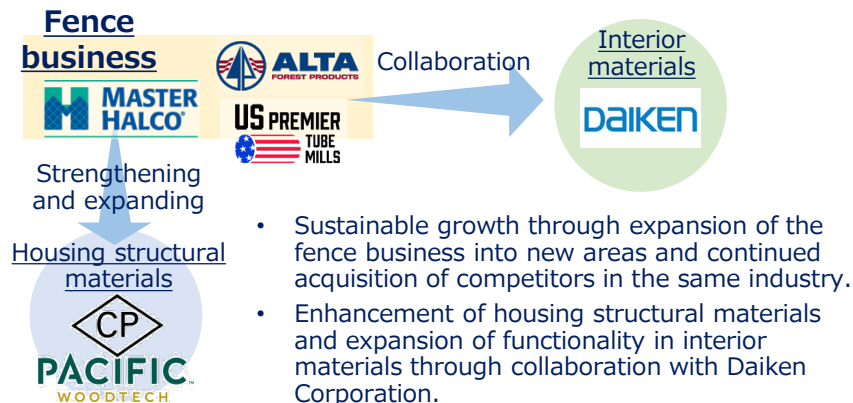 Fence
business
MASTER
HALCO
ALTA
FOREST PRODUCTS
US PREMIER
TUBE
MILLS
Collaboration
Interior
materials
DAIKEN
Strengthening
and expanding
Housing structural
materials
CP
PACIFIC
WOODTECH
• Sustainable growth through expansion of the
fence business into new areas and continued
acquisition of competitors in the same industry.
• Enhancement of housing structural materials
and expansion of functionality in interior
materials through collaboration with Daiken
Corporation.